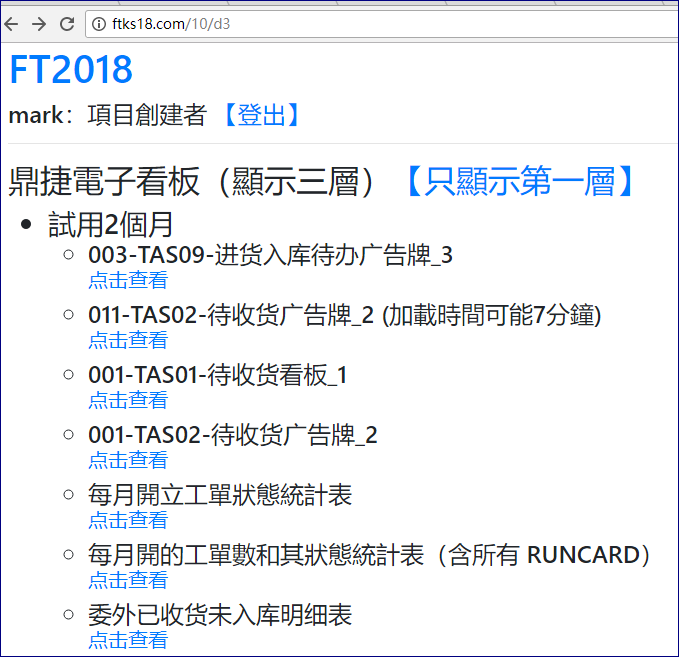 ftks18.com/10/d3
FT2018
mark：項目創建者 【登出】
鼎捷電子看板（顯示三層）【只顯示第一層】
試用2個月
003-TAS09-进货入库待办广告牌_3
点击查看
011-TAS02-待收货广告牌_2 (加載時間可能7分鐘)
点击查看
001-TAS01-待收货看板_1
点击查看
001-TAS02-待收货广告牌_2
点击查看
每月開立工單狀態統計表
点击查看
每月開的工單數和其狀態統計表（含所有 RUNCARD）
点击查看
委外已收货未入库明细表
点击查看